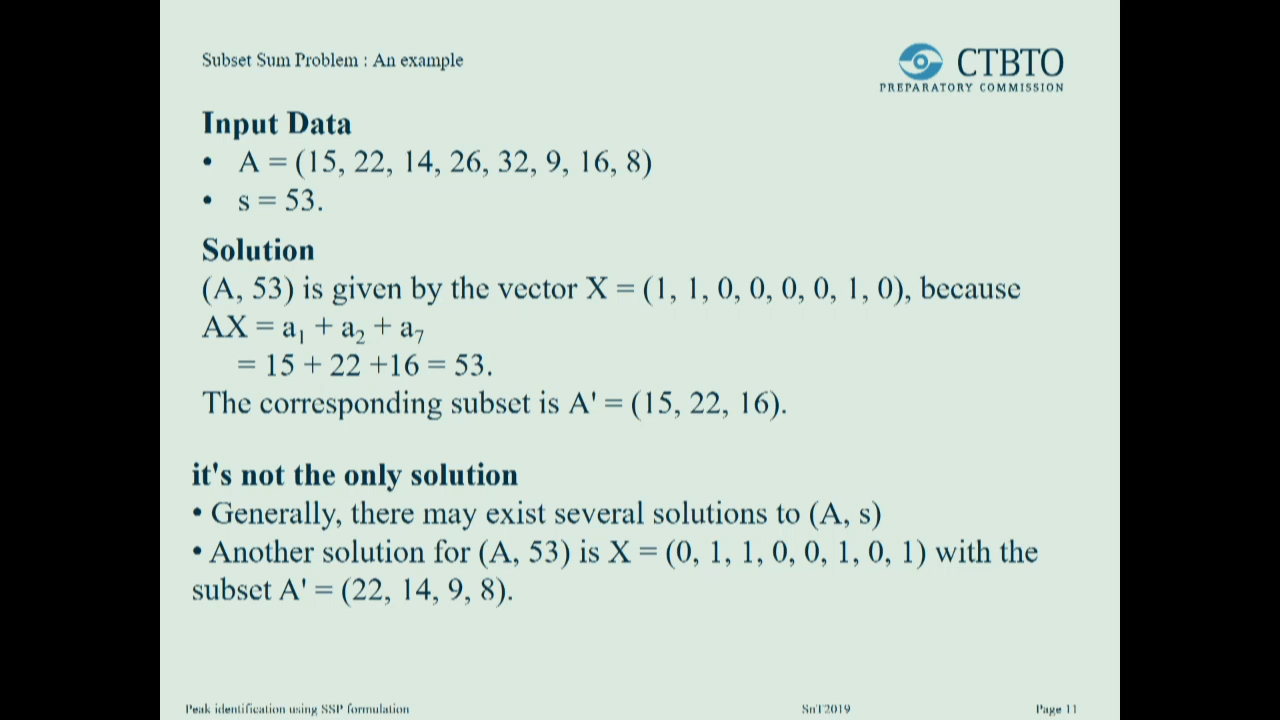 Subset Sum Problem : An example
CTBTO
PREPARATORY COMMISSION
Input Data
• A = (15, 22, 14, 26, 32, 9, 16, 8)
• s = 53.
Solution
(A, 53) is given by the vector X = (1, 1, 0, 0, 0, 0, 1, 0), because
AX = a₁ + a₂ + a₇
= 15 + 22 +16 = 53.
The corresponding subset is A' = (15, 22, 16).
it's not the only solution
• Generally, there may exist several solutions to (A, s)
• Another solution for (A, 53) is X = (0, 1, 1, 0, 0, 1, 0, 1) with the
subset A' = (22, 14, 9, 8).
Peak identification using SSP formulation
SnT2019
Page 11